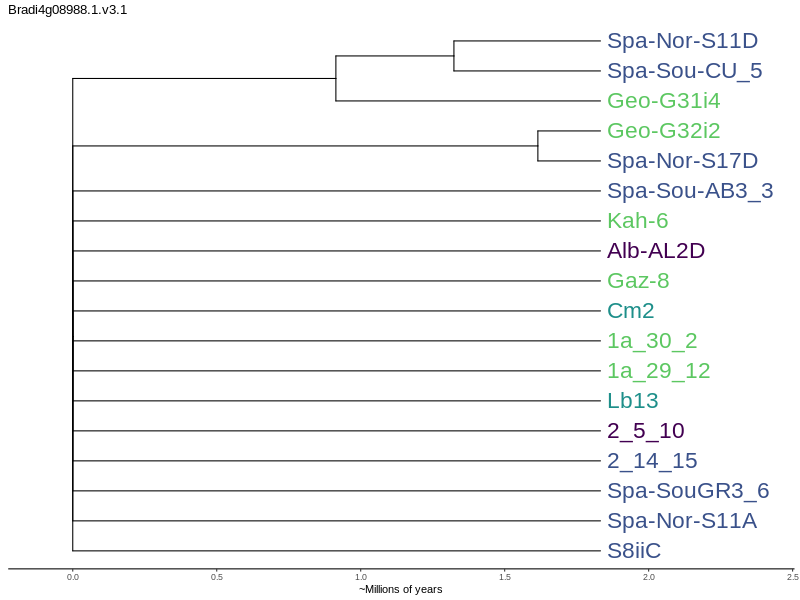 Bradi4g08988.1.v3.1
Spa-Nor-S11D
Spa-Sou-CU_5
Geo-G31i4
Geo-G32i2
Spa-Nor-S17D
Spa-Sou-AB3_3
Kah-6
Alb-AL2D
Gaz-8
Cm2
1a_30_2
1a_29_12
Lb13
2_5_10
2_14_15
Spa-SouGR3_6
Spa-Nor-S11A
S8iiC
0.0 0.5 1.0 1.5 2.0 2.5
~Millions of years